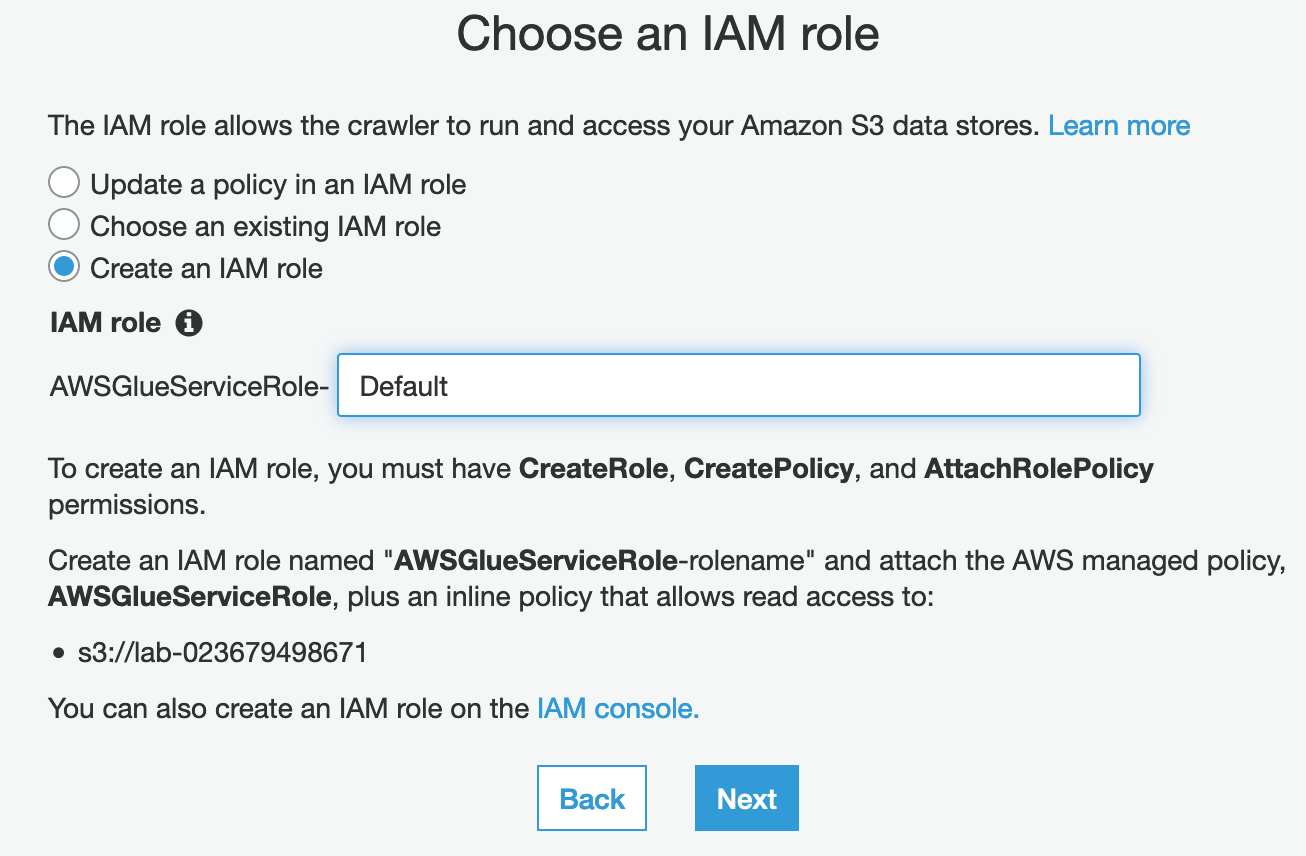 Choose an IAM role
The IAM role allows the crawler to run and access your Amazon S3 data stores. Learn more
Update a policy in an IAM role
Choose an existing IAM role
Create an IAM role
IAM role
AWSGlueServiceRole- Default
To create an IAM role, you must have CreateRole, CreatePolicy, and AttachRolePolicy
permissions.
Create an IAM role named "AWSGlueServiceRole-rolename" and attach the AWS managed policy,
AWSGlueServiceRole, plus an inline policy that allows read access to:
• s3://lab-023679498671
You can also create an IAM role on the IAM console.
Back Next